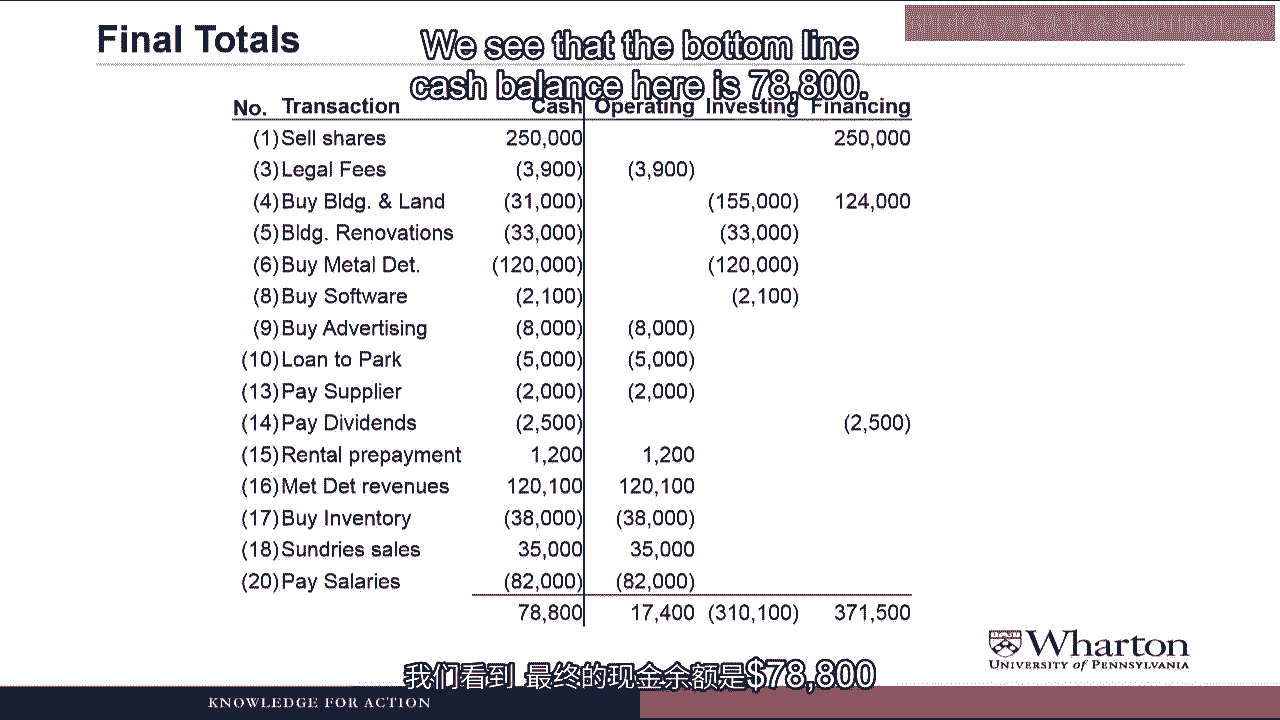 Final Totals
We see that the bottom line
cash balance here is 78,800.
No. Transaction Cash Operating Investing Financing
(1) Sell shares 250,000 250,000
(3) Legal Fees (3,900) (3,900)
(4) Buy Bldg. & Land (31,000) (155,000) 124,000
(5) Bldg. Renovations (33,000) (33,000)
(6) Buy Metal Det. (120,000) (120,000)
(8) Buy Software (2,100) (2,100)
(9) Buy Advertising (8,000) (8,000)
(10) Loan to Park (5,000) (5,000)
(13) Pay Supplier (2,000) (2,000)
(14) Pay Dividends (2,500) (2,500)
(15) Rental prepayment 1,200 1,200
(16) Met Det revenues 120,100 120,100
(17) Buy Inventory (38,000) (38,000)
(18) Sundries sales 35,000 35,000
(20) Pay Salaries (82,000) (82,000)
78,800 17,400 (310,100) 371,500
Wharton
UNIVERSITY of PENNSYLVANIA
我们看到 最终的现金余额是$78,800
KNOWLEDGE FOR ACTION